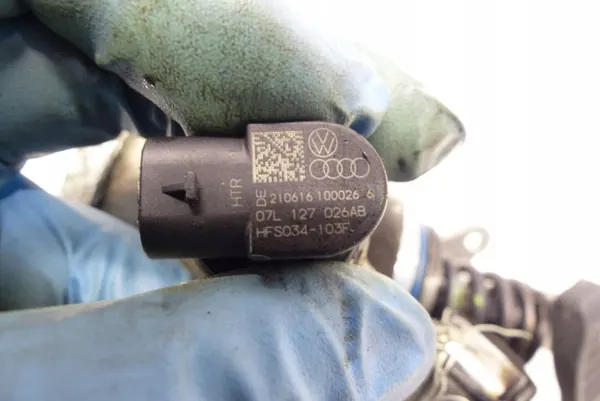 HTR
DE 210616 100026 6
07L 127 026AB
HFS034-103F